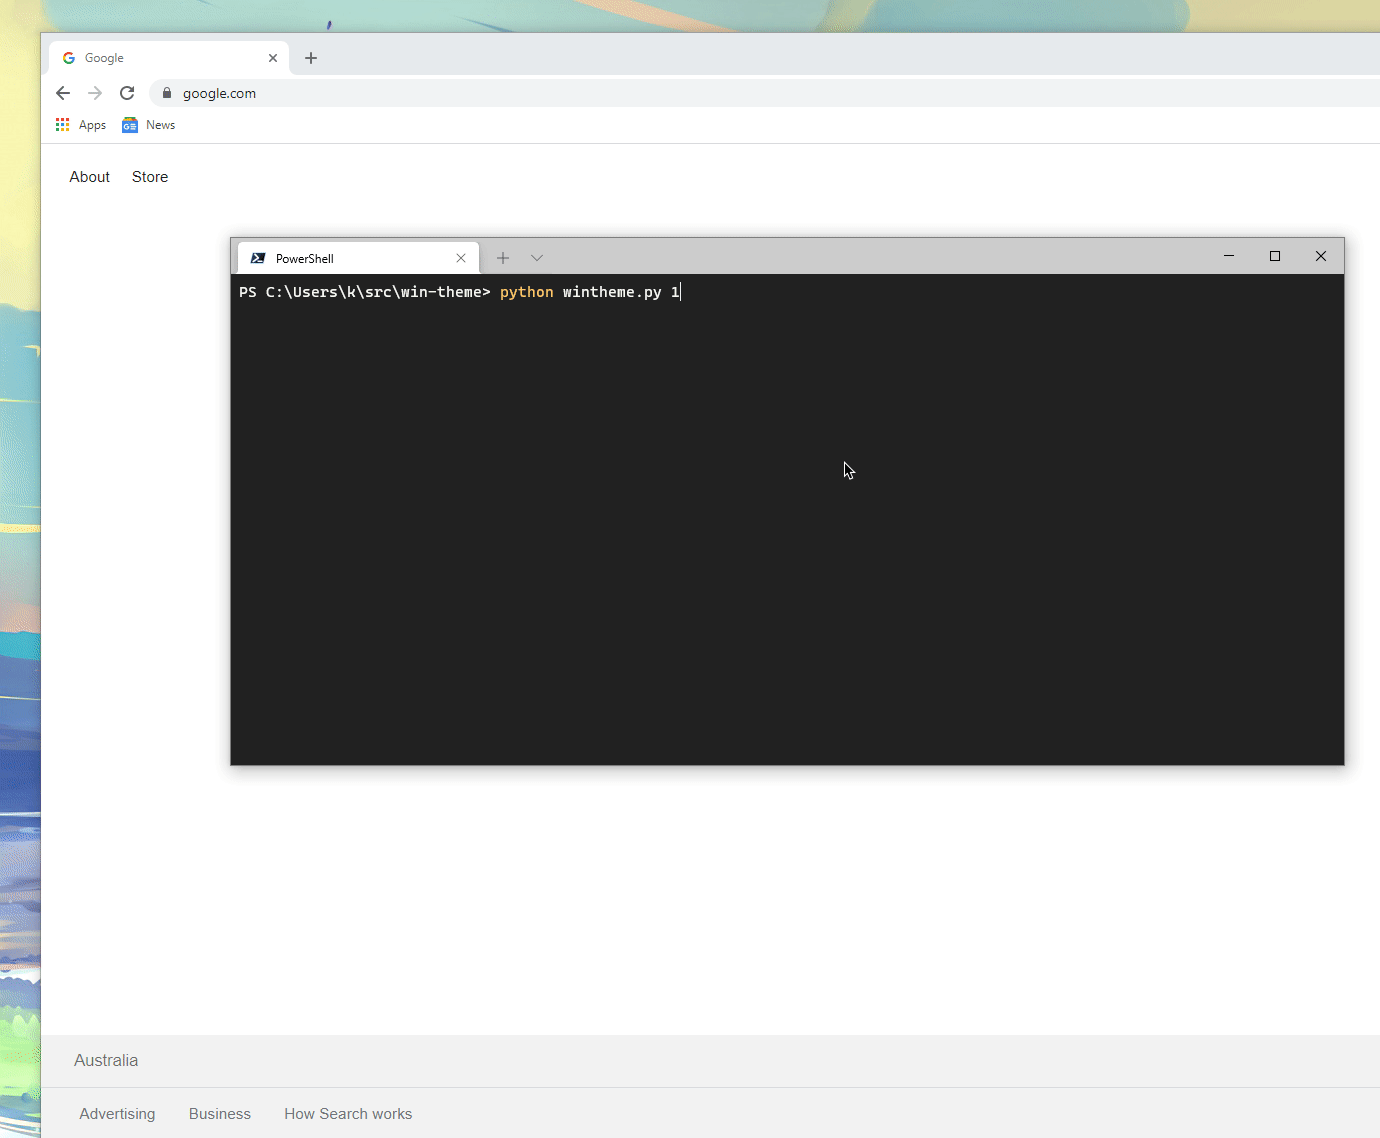 Google
google.com
Apps News
About Store
PowerShell
PS C:\Users\k\src\win-theme> python wintheme.py 1
Australia
Advertising Business How Search works